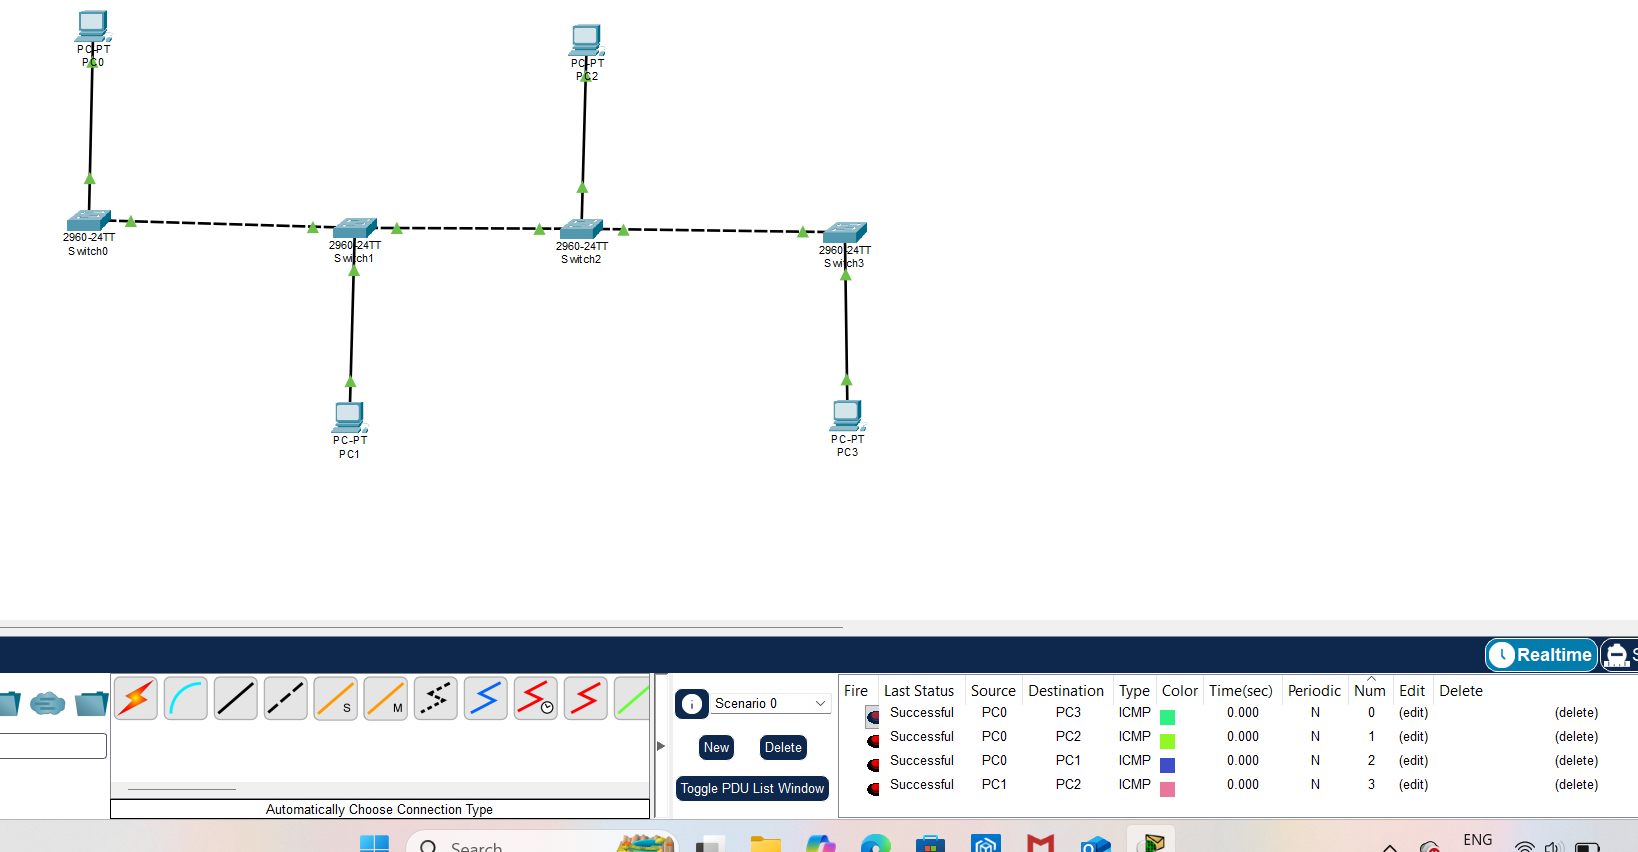 PC-PT
PC0
PC-PT
PC2
2960-24TT
Switch0
2960-24TT
Switch1
2960-24TT
Switch2
2960-24TT
Switch3
PC-PT
PC1
PC-PT
PC3
Realtime
S
S
M
Automatically Choose Connection Type
Scenario 0
New
Delete
Toggle PDU List Window
Fire Last Status Source Destination Type Color Time(sec) Periodic Num Edit Delete
Successful PC0 PC3 ICMP 0.000 N 0 (edit) (delete)
Successful PC0 PC2 ICMP 0.000 N 1 (edit) (delete)
Successful PC0 PC1 ICMP 0.000 N 2 (edit) (delete)
Successful PC1 PC2 ICMP 0.000 N 3 (edit) (delete)
Search
ENG